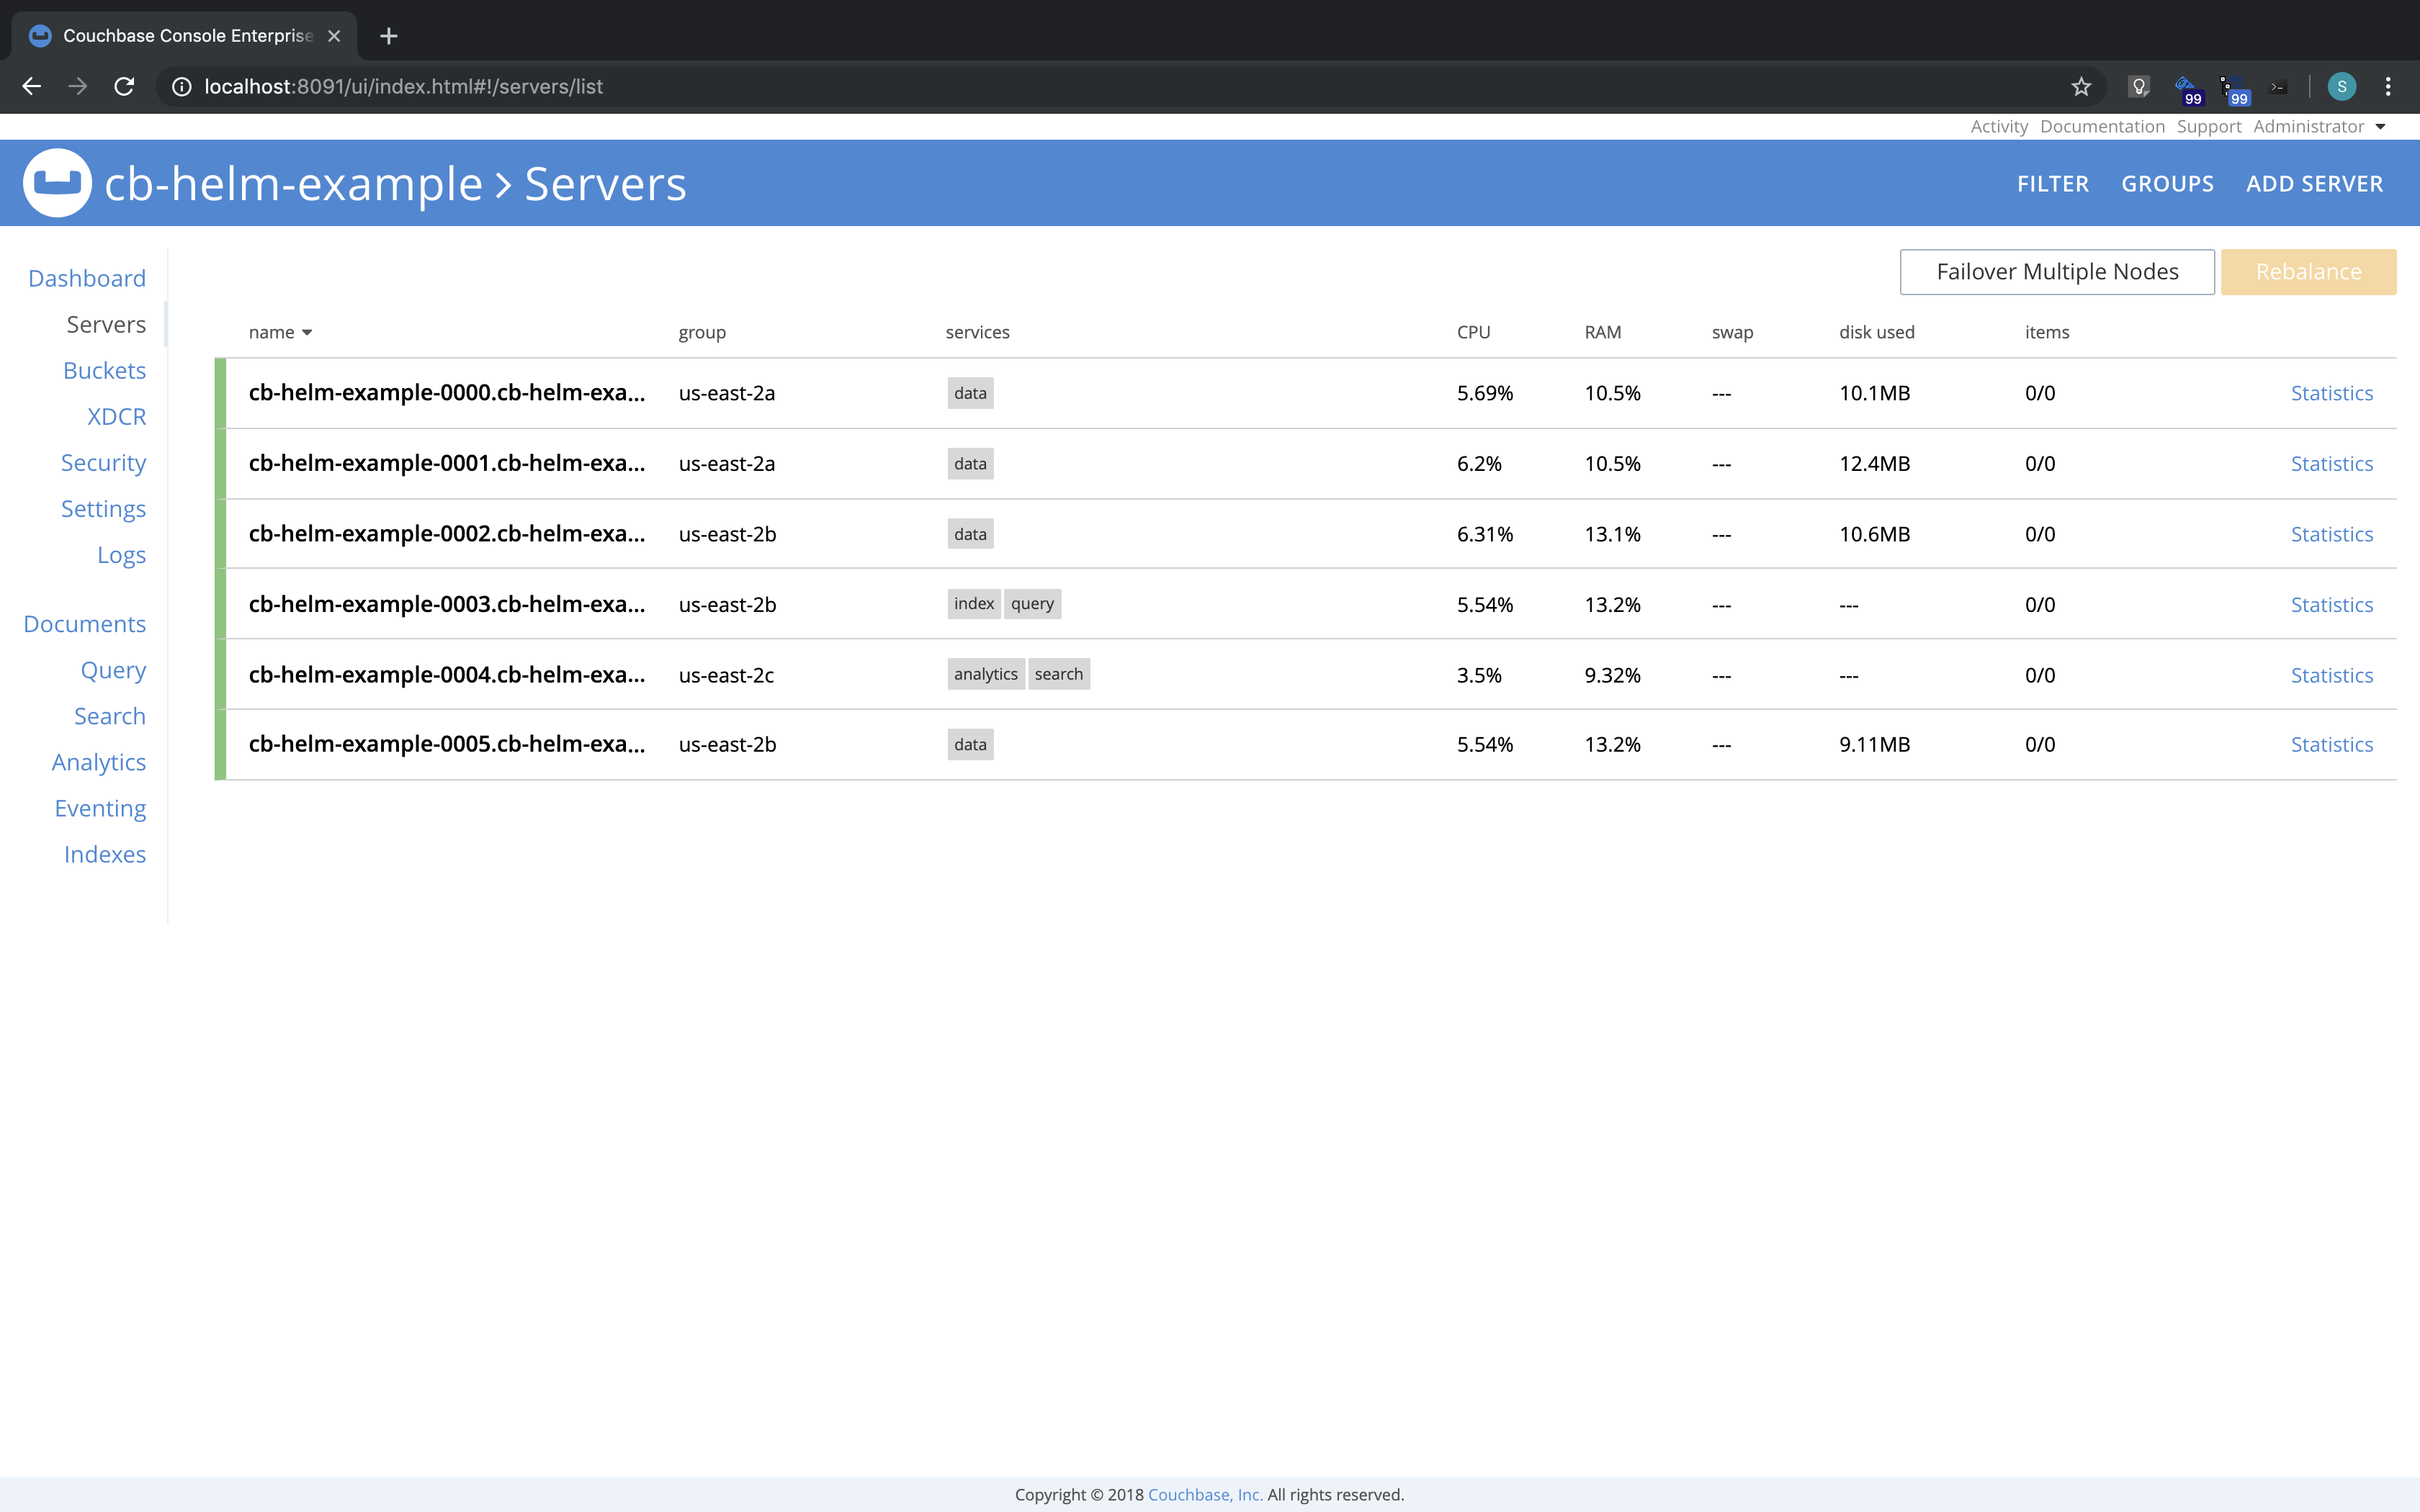 Couchbase Console Enterprise
localhost:8091/ui/index.html#!/servers/list
99
99
S
Activity Documentation Support Administrator
cb-helm-example > Servers
FILTER GROUPS ADD SERVER
Dashboard
Servers
Buckets
XDCR
Security
Settings
Logs
Documents
Query
Search
Analytics
Eventing
Indexes
Failover Multiple Nodes Rebalance
name group services CPU RAM swap disk used items
cb-helm-example-0000.cb-helm-exa... us-east-2a data 5.69% 10.5% --- 10.1MB 0/0 Statistics
cb-helm-example-0001.cb-helm-exa... us-east-2a data 6.2% 10.5% --- 12.4MB 0/0 Statistics
cb-helm-example-0002.cb-helm-exa... us-east-2b data 6.31% 13.1% --- 10.6MB 0/0 Statistics
cb-helm-example-0003.cb-helm-exa... us-east-2b index query 5.54% 13.2% --- --- 0/0 Statistics
cb-helm-example-0004.cb-helm-exa... us-east-2c analytics search 3.5% 9.32% --- --- 0/0 Statistics
cb-helm-example-0005.cb-helm-exa... us-east-2b data 5.54% 13.2% --- 9.11MB 0/0 Statistics
Copyright © 2018 Couchbase, Inc. All rights reserved.